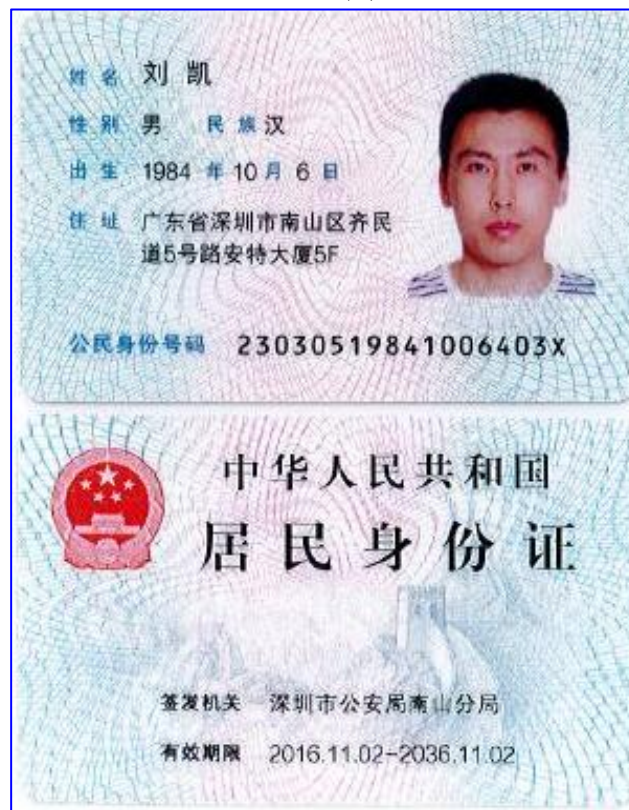 姓名 刘凯
性别 男 民族 汉
出生 1984 年 10 月 6 日
住址 广东省深圳市南山区齐民
道5号路安特大厦5F
公民身份号码 23030519841006403X
中华人民共和国
居民身份证
签发机关 深圳市公安局南山分局
有效期限 2016.11.02-2036.11.02